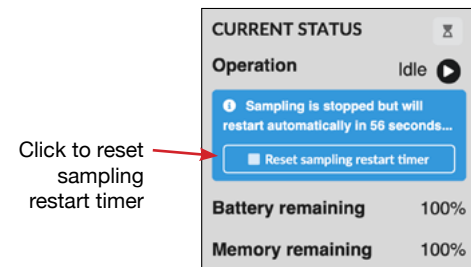 CURRENT STATUS
Operation Idle
Sampling is stopped but will
restart automatically in 56 seconds...
Click to reset
sampling
restart timer
Reset sampling restart timer
Battery remaining 100%
Memory remaining 100%